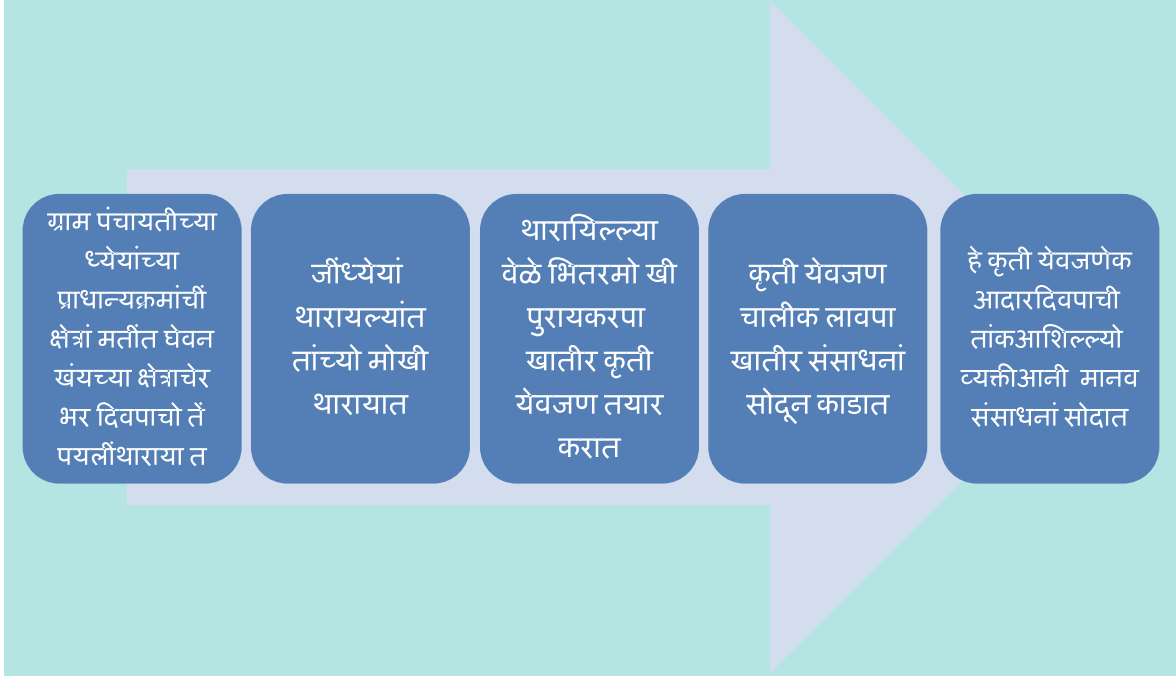 ग्राम पंचायतीच्या
ध्येयांच्या
प्राधान्यक्रमांचीं
क्षेत्रां मतींत घेवन
खंयच्या क्षेत्राचेर
भर दिवपाचो तें
पयलींथाराया त
जींध्येयां
थारायल्यांत
तांच्यो मोखी
थारायात
थारायिल्ल्या
वेळे भितरमो खी
पुरायकरपा
खातीर कृती
येवजण तयार
करात
कृती येवजण
चालीक लावपा
खातीर संसाधनां
सोदून काडात
हे कृती येवजणेक
आदारदिवपाची
तांकआशिल्ल्यो
व्यक्तीआनी मानव
संसाधनां सोदात